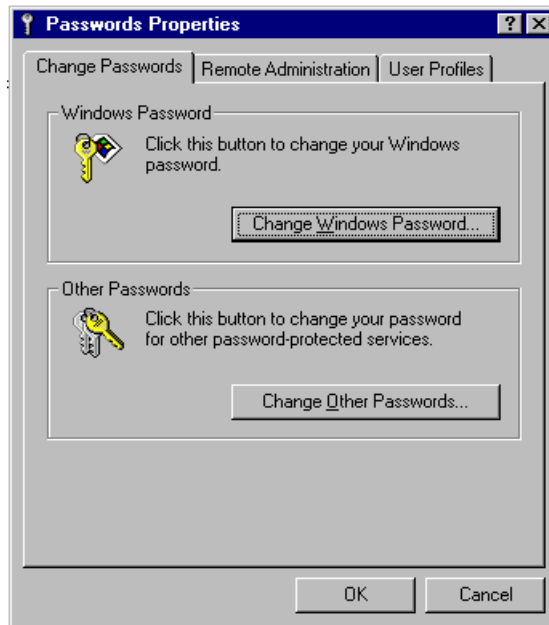 Passwords Properties
Change Passwords Remote Administration User Profiles
Windows Password
Click this button to change your Windows
password.
Change Windows Password...
Other Passwords
Click this button to change your password
for other password-protected services.
Change Other Passwords...
OK Cancel